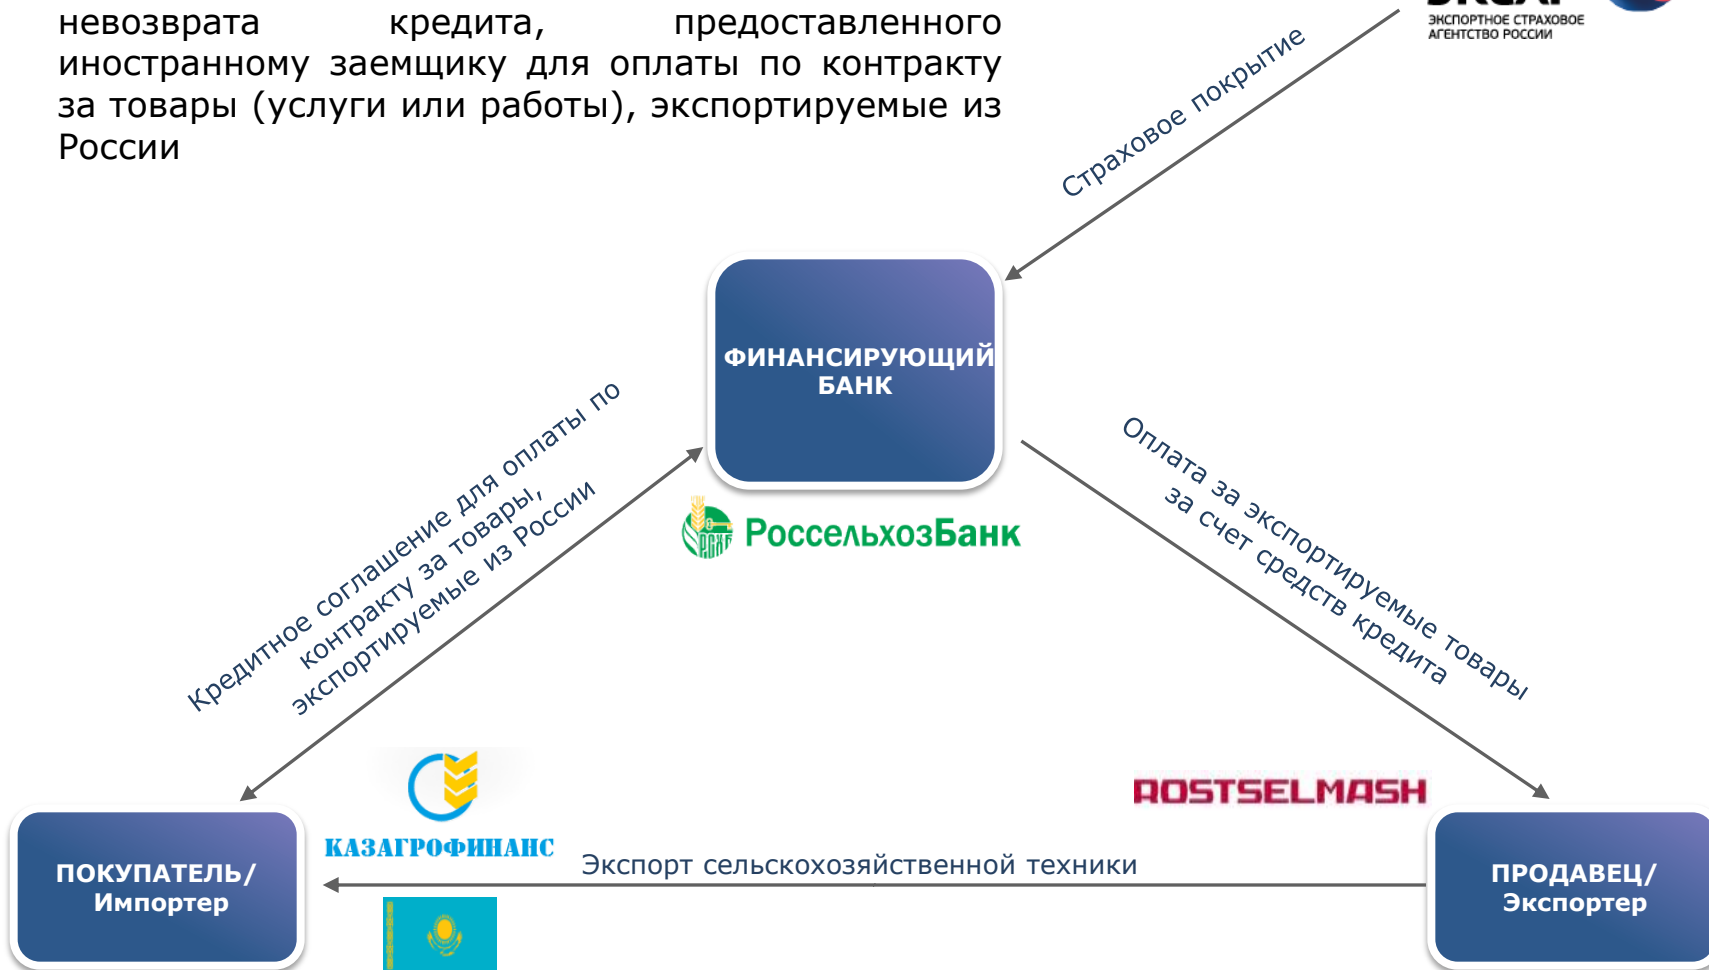 невозврата кредита, предоставленного
иностранному заемщику для оплаты по контракту
за товары (услуги или работы), экспортируемые из
России
ЭКСПОРТНОЕ СТРАХОВОЕ
АГЕНТСТВО РОССИИ
Страховое покрытие
ФИНАНСИРУЮЩИЙ
БАНК
РоссельхозБанк
Кредитное соглашение для оплаты по
контракту за товары,
экспортируемые из России
Оплата за экспортируемые товары
за счет средств кредита
КАЗАГРОФИНАНС
ROSTSELMASH
Экспорт сельскохозяйственной техники
ПОКУПАТЕЛЬ/
Импортер
ПРОДАВЕЦ/
Экспортер